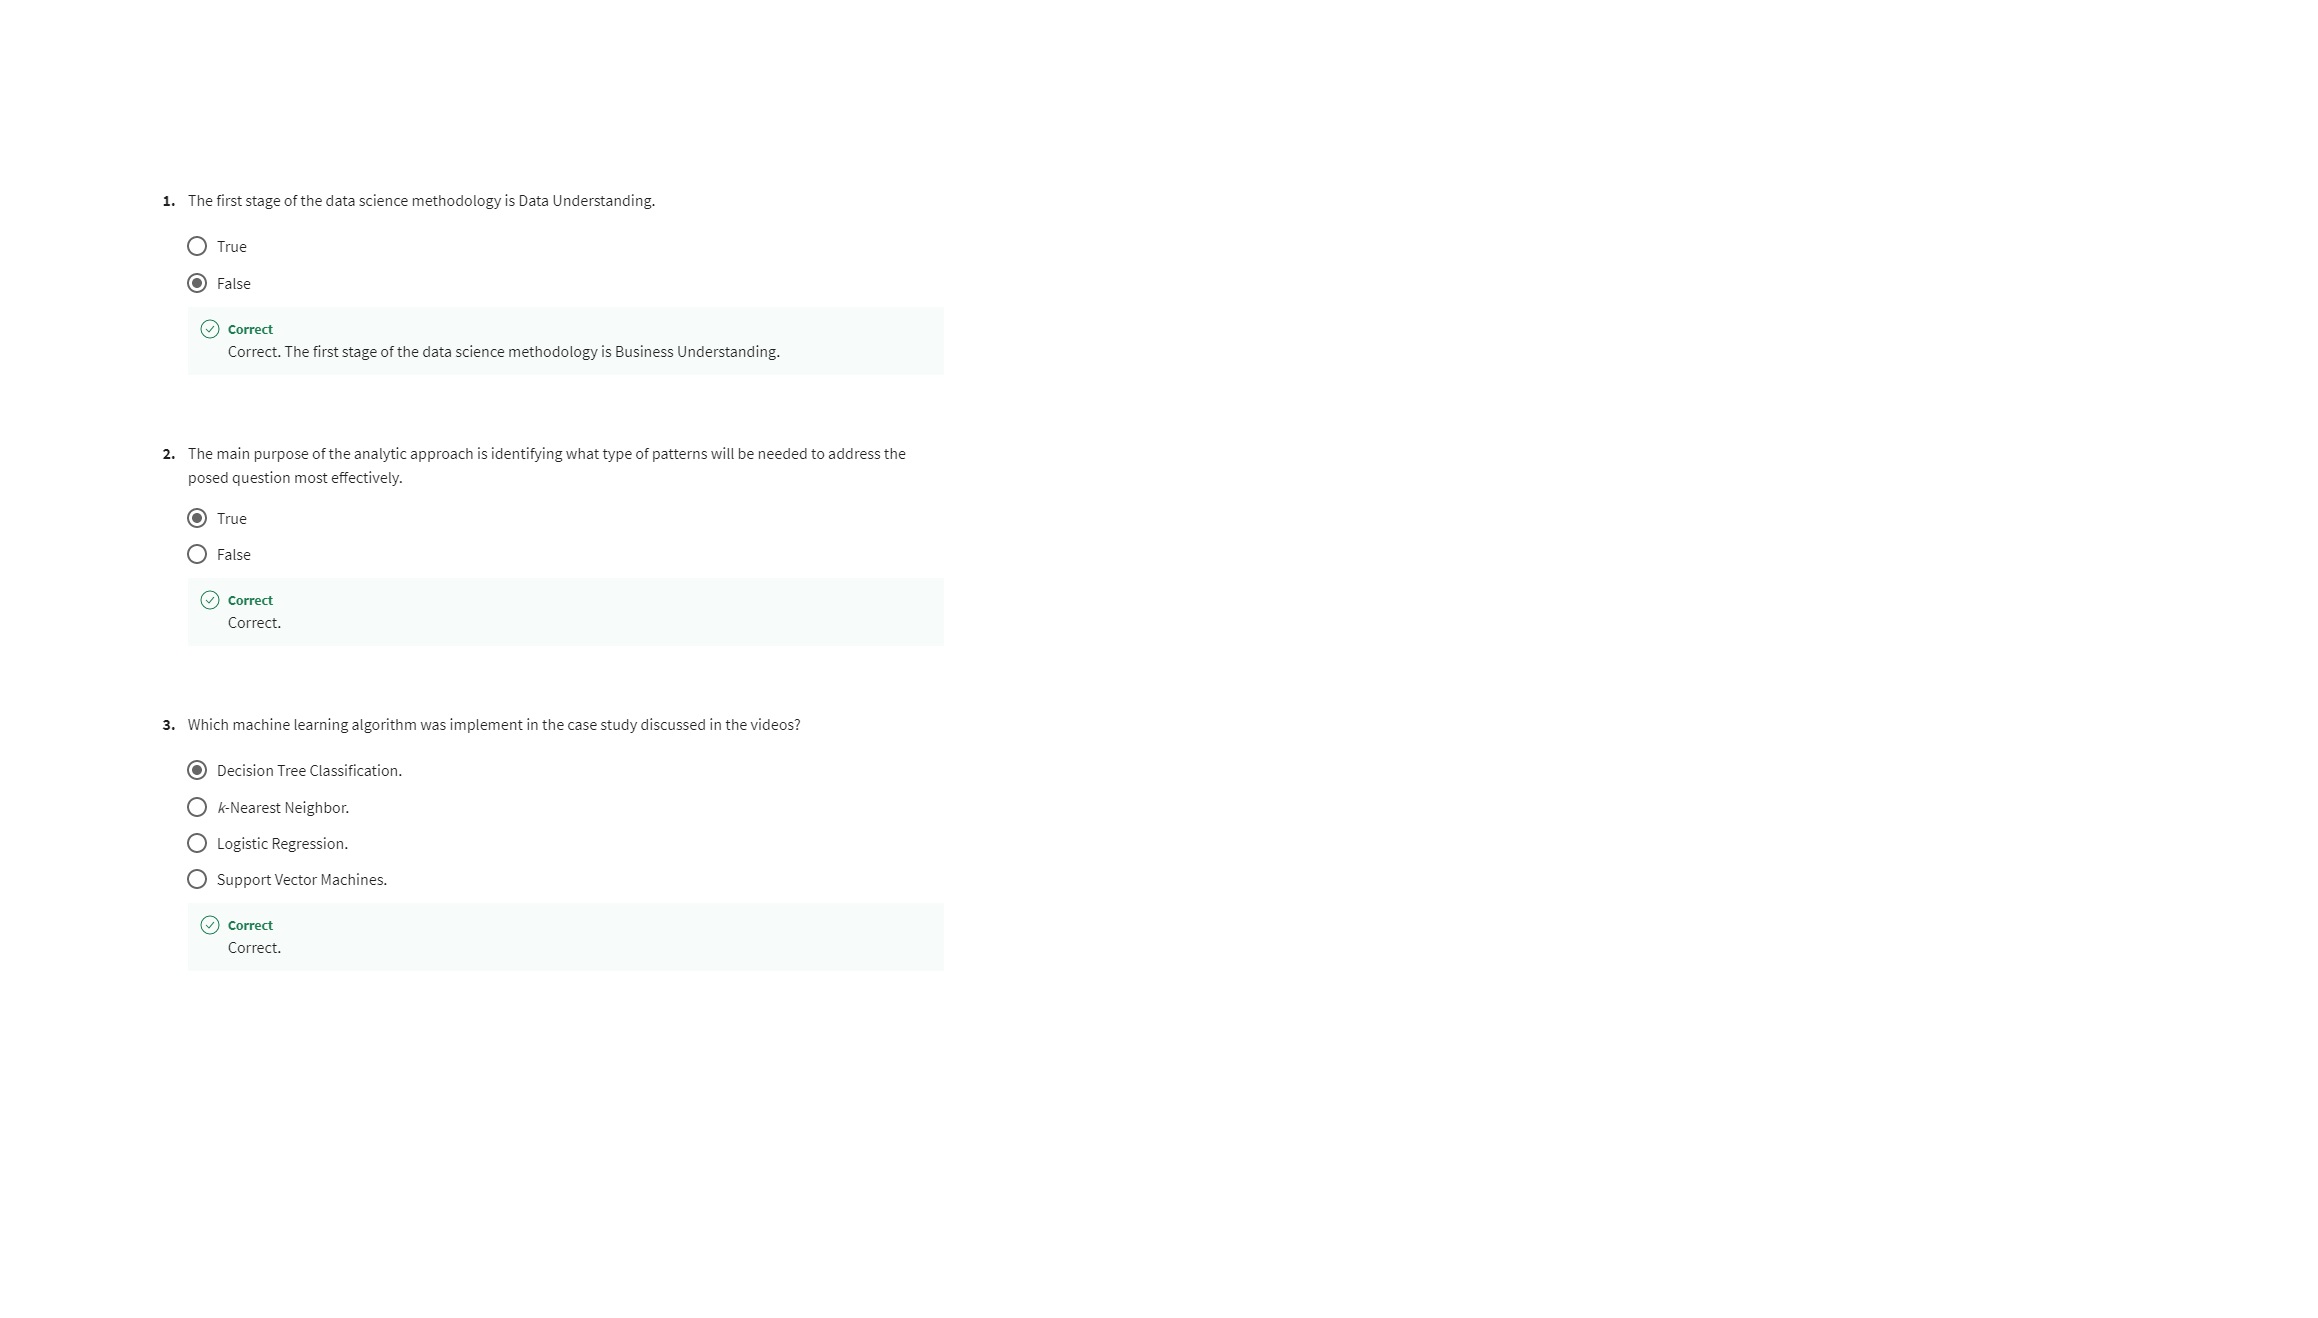 1. The first stage of the data science methodology is Data Understanding.
True
False
Correct
Correct. The first stage of the data science methodology is Business Understanding.
2. The main purpose of the analytic approach is identifying what type of patterns will be needed to address the
posed question most effectively.
True
False
Correct
Correct.
3. Which machine learning algorithm was implement in the case study discussed in the videos?
Decision Tree Classification.
k-Nearest Neighbor.
Logistic Regression.
Support Vector Machines.
Correct
Correct.